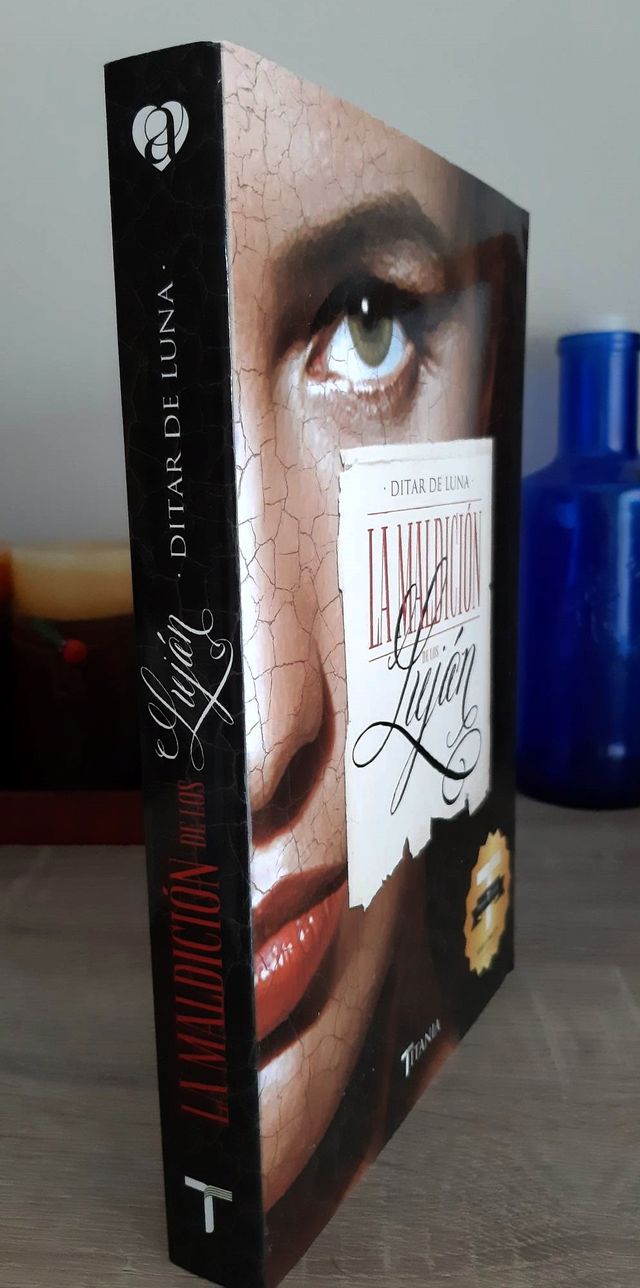 a
LA MALDICIÓN DE LOS Luján · DITAR DE LUNA ·
T
· DITAR DE LUNA ·
LA MALDICIÓN
DE LOS
Luján
T
TITANIA